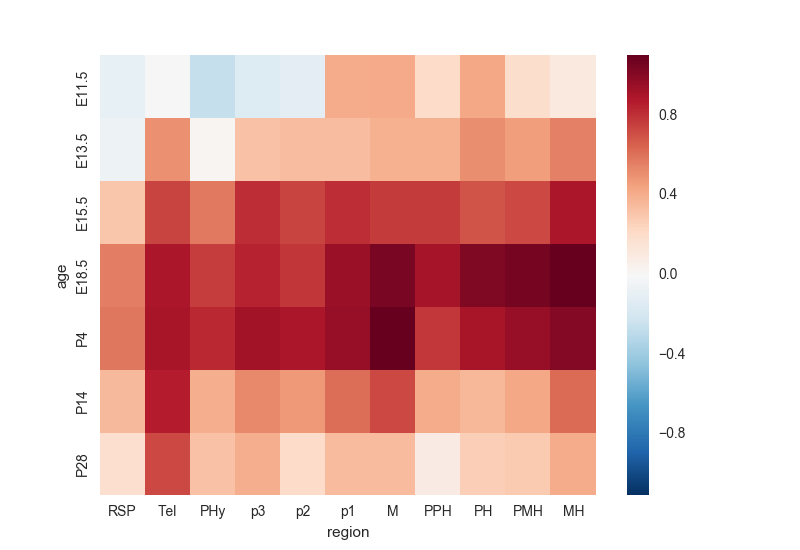 age
E11.5
E13.5
E15.5
E18.5
P4
P14
P28
RSP Tel PHy p3 p2 p1 M PPH PH PMH MH
region
0.8
0.4
0.0
−0.4
−0.8